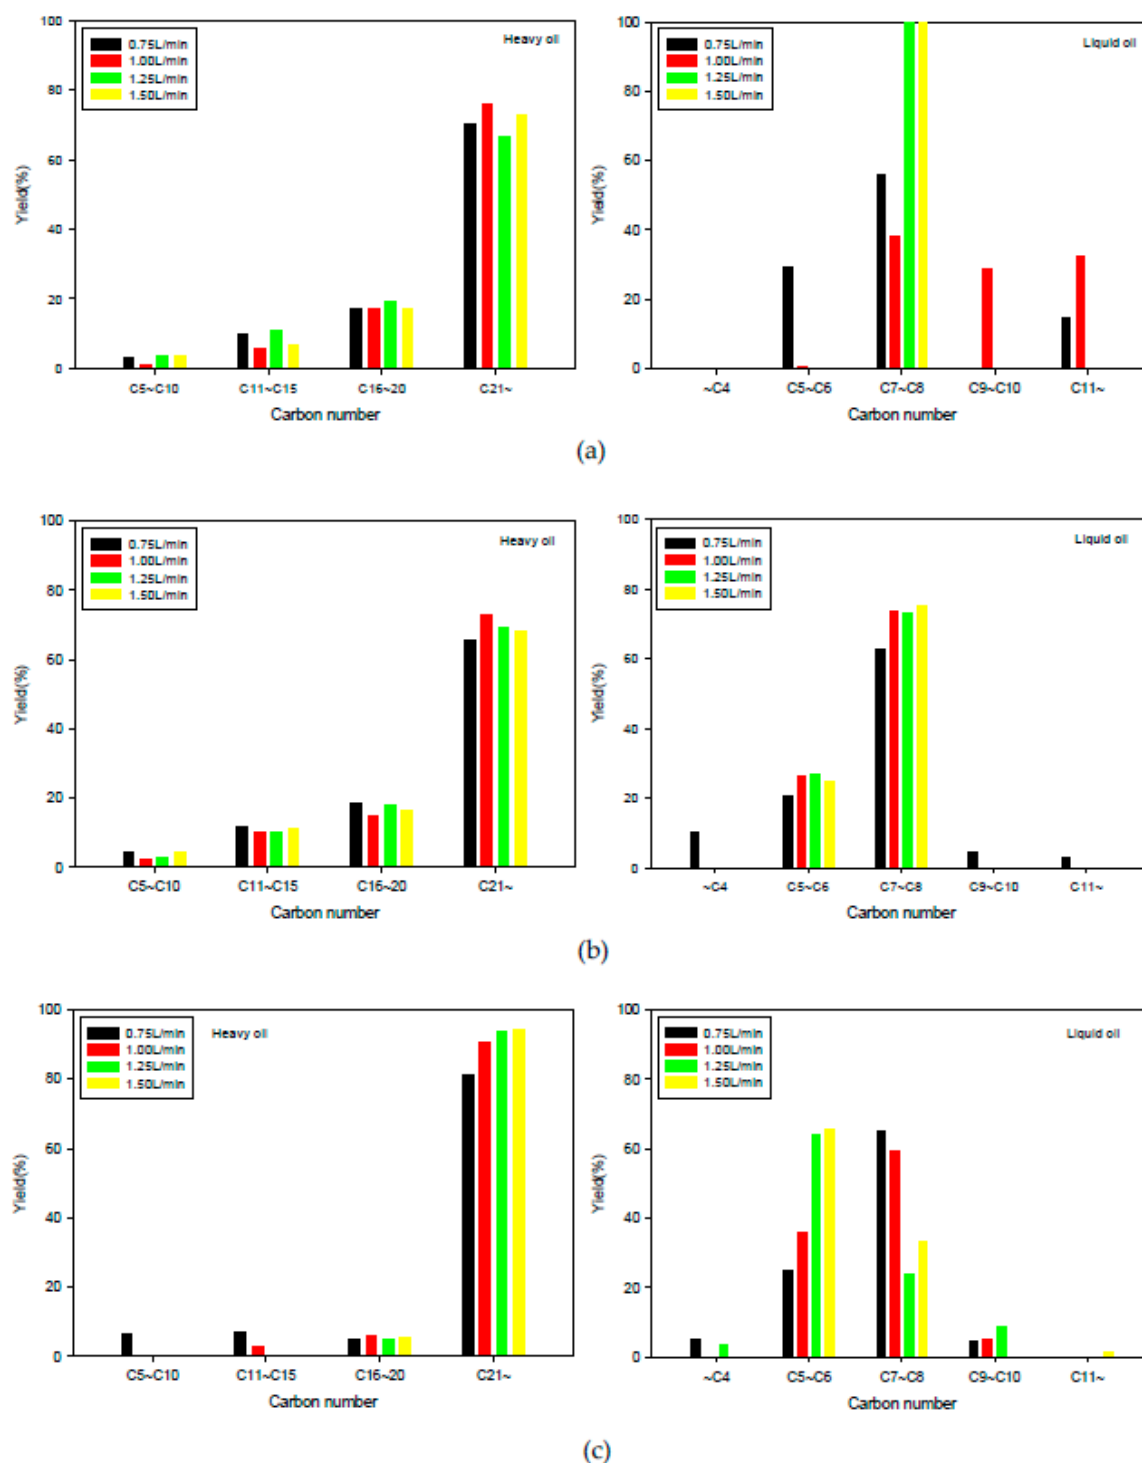 100
80
60
40
20
0
Yield(%)
0.75L/min
1.00L/min
1.25L/min
1.50L/min
Heavy oil
C5~C10 C11~C15 C16~20 C21~
Carbon number
100
80
60
40
20
0
Yield(%)
0.75L/min
1.00L/min
1.25L/min
1.50L/min
Liquid oil
~C4 C5~C6 C7~C8 C9~C10 C11~
Carbon number
(a)
100
80
60
40
20
0
Yield(%)
0.75L/min
1.00L/min
1.25L/min
1.50L/min
Heavy oil
C5~C10 C11~C15 C16~20 C21~
Carbon number
100
80
60
40
20
0
Yield(%)
0.75L/min
1.00L/min
1.25L/min
1.50L/min
Liquid oil
~C4 C5~C6 C7~C8 C9~C10 C11~
Carbon number
(b)
100
80
60
40
20
0
Yield(%)
0.75L/min
1.00L/min
1.25L/min
1.50L/min
Heavy oil
C5~C10 C11~C15 C16~20 C21~
Carbon number
100
80
60
40
20
0
Yield(%)
0.75L/min
1.00L/min
1.25L/min
1.50L/min
Liquid oil
~C4 C5~C6 C7~C8 C9~C10 C11~
Carbon number
(c)